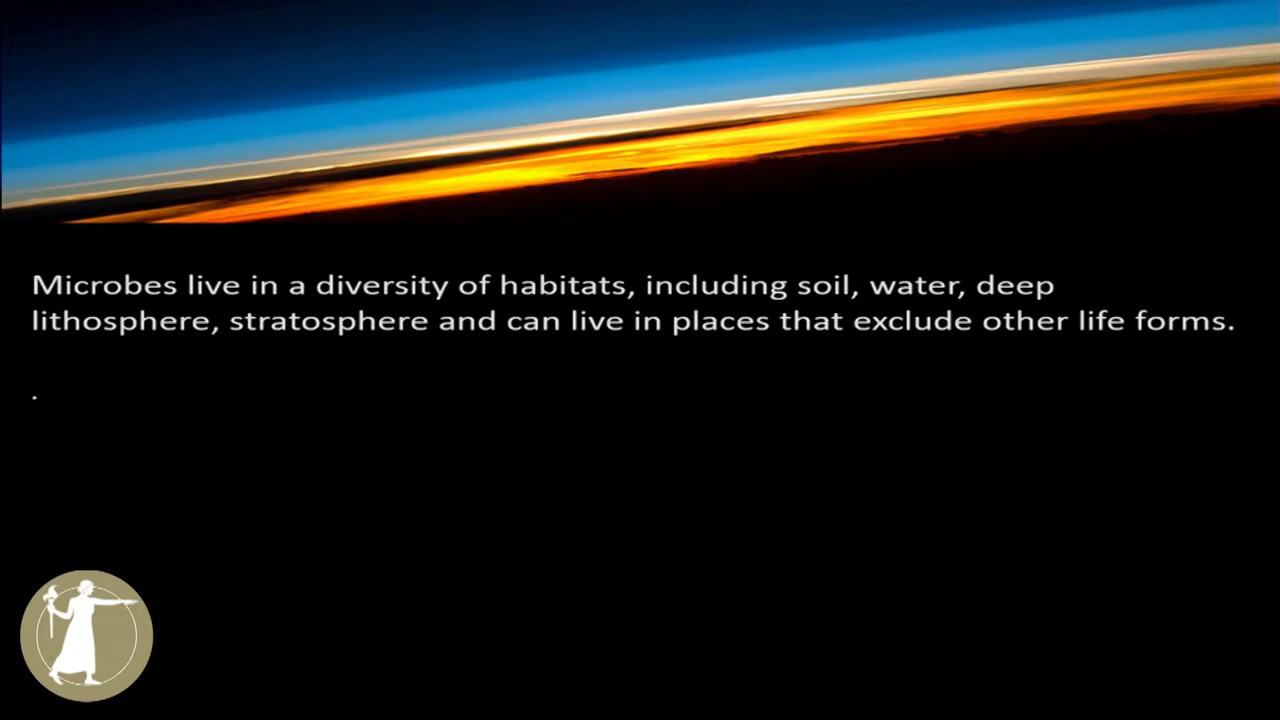 Microbes live in a diversity of habitats, including soil, water, deep
lithosphere, stratosphere and can live in places that exclude other life forms.
.